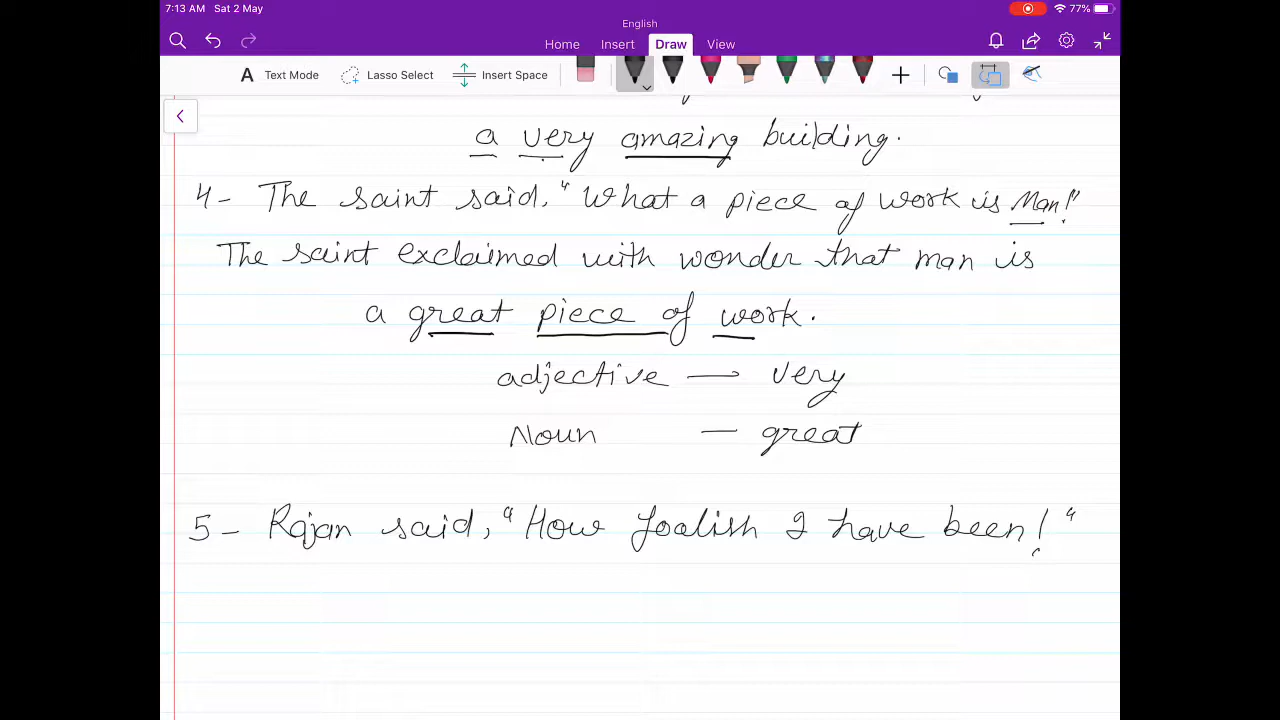 7:13 AM Sat 2 May
77%
English
Home Insert Draw View
A Text Mode Lasso Select Insert Space
a very amazing building.
4- The saint said, "What a piece of work is Man!"
The saint exclaimed with wonder that man is
a great piece of work.
adjective — very
Noun — great
5- Rajan said, "How foolish I have been!"